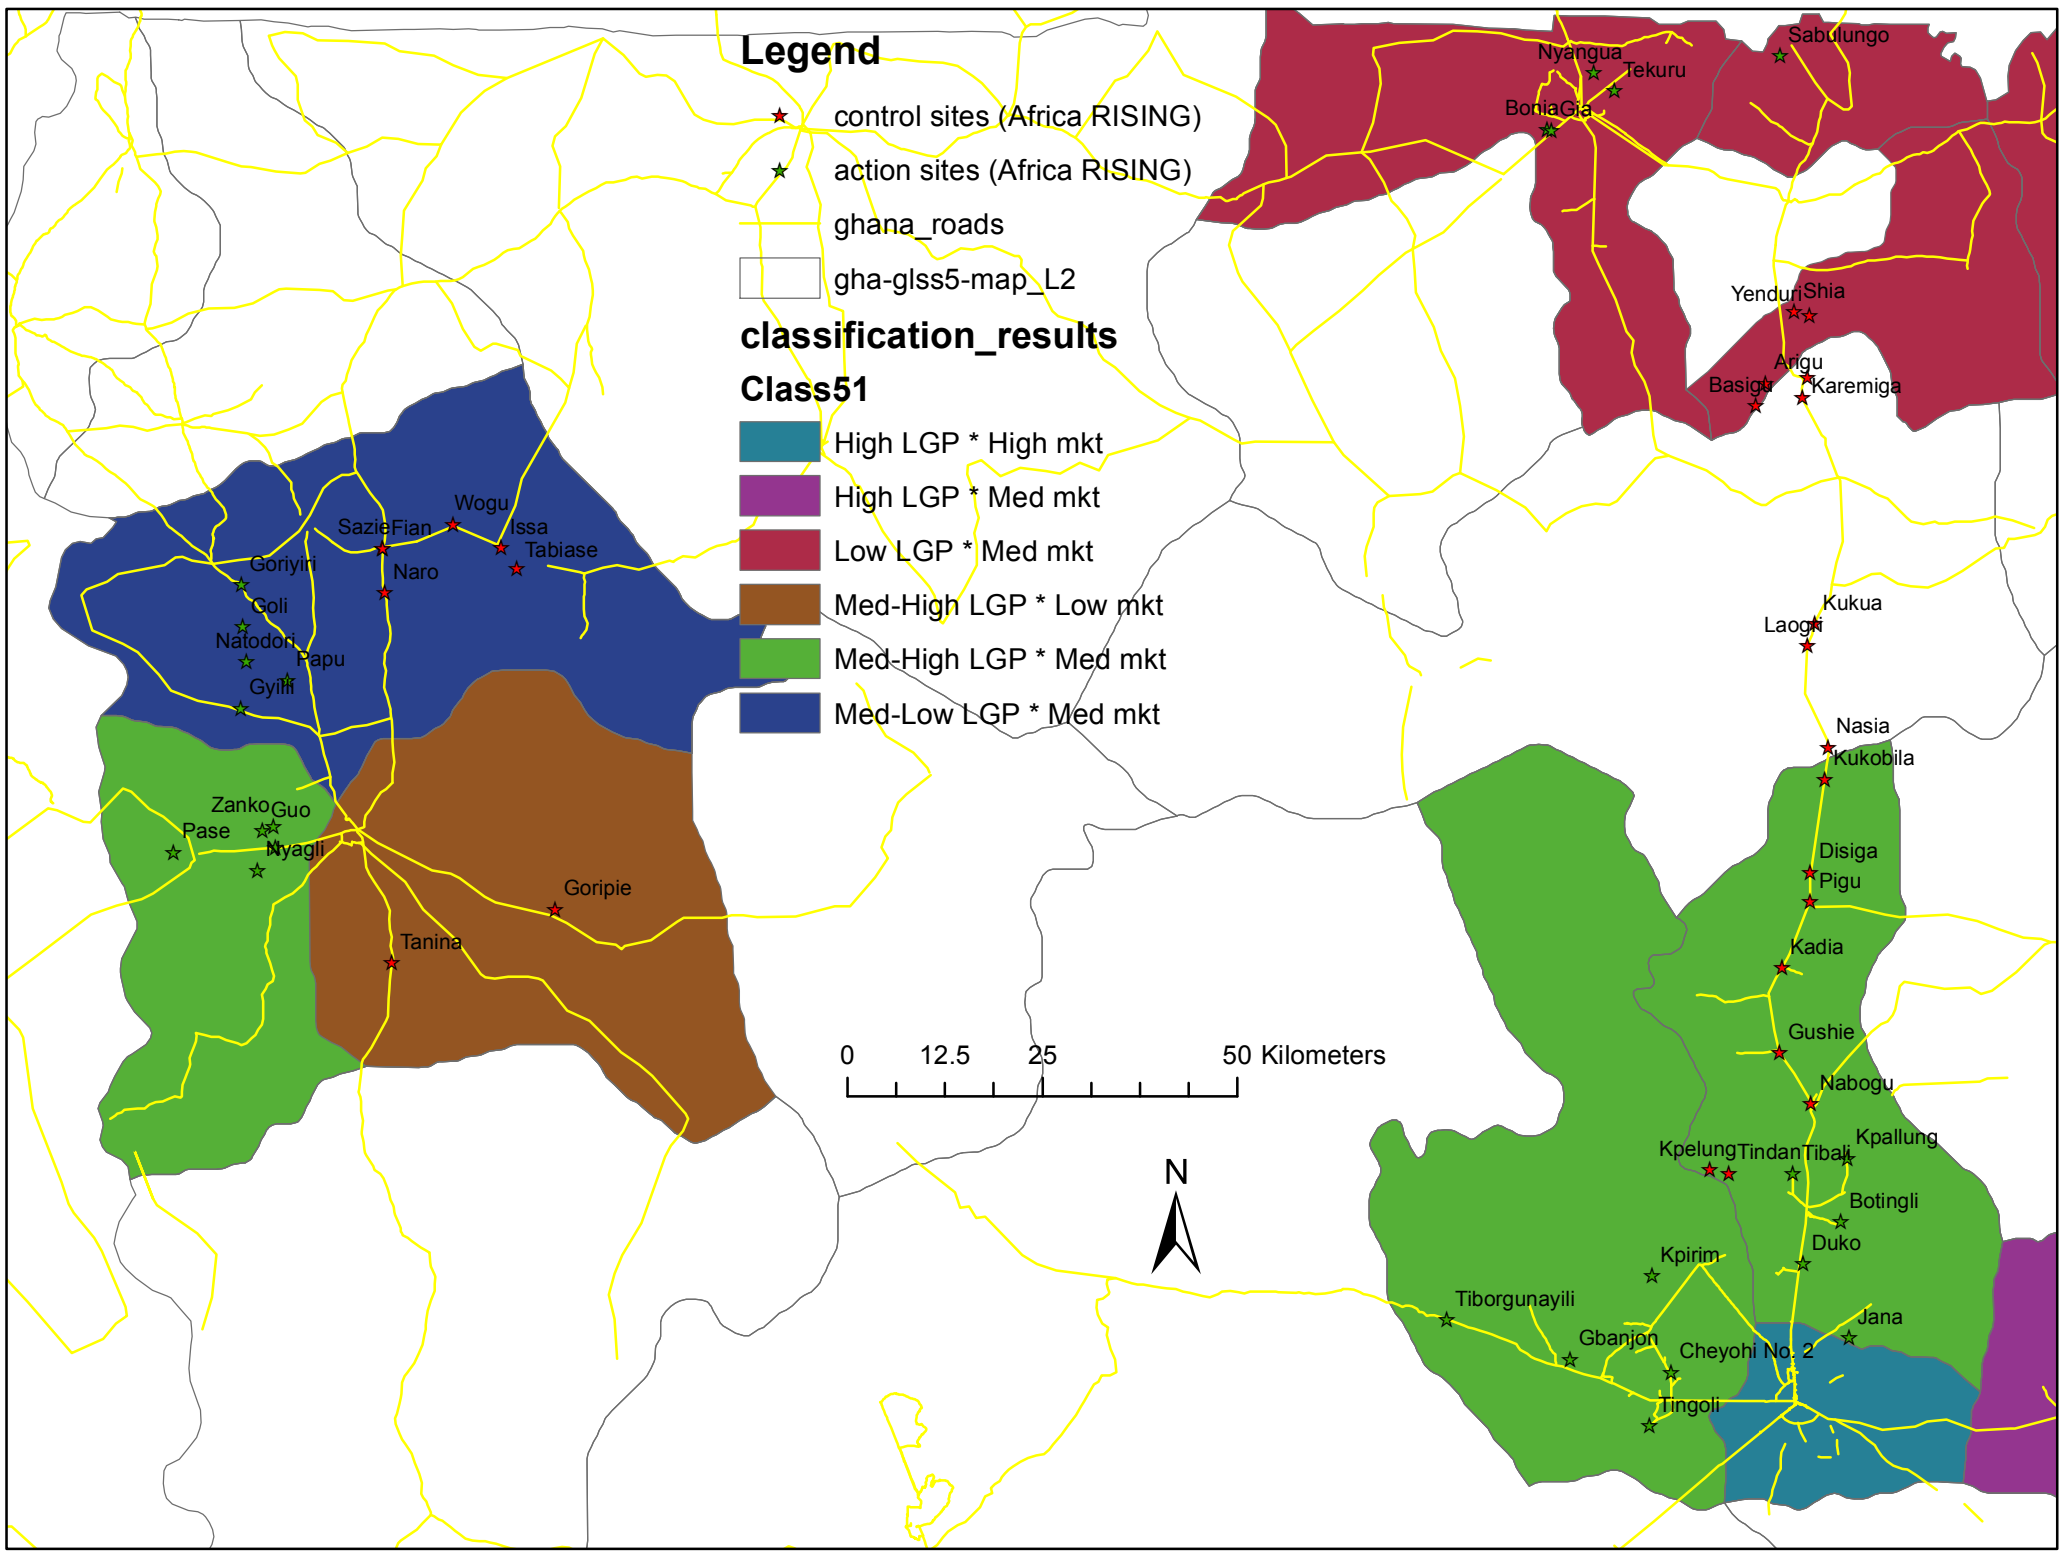 Legend
control sites (Africa RISING)
action sites (Africa RISING)
ghana_roads
gha-glss5-map_L2
classification_results
Class51
High LGP * High mkt
High LGP * Med mkt
Low LGP * Med mkt
Med-High LGP * Low mkt
Med-High LGP * Med mkt
Med-Low LGP * Med mkt
Sabulungo
Nyangua
Tekuru
Bonia Gia
Yenduri Shia
Arigu
Basigu Karemiga
Wogu
Sazie Fian Issa
Tabiase
Goriyiri Naro
Goli
Natodori
Papu
Gyilli
Kukua
Laogri
Nasia
Kukobila
Zanko Guo
Pase
Nyagli
Disiga
Pigu
Goripie
Tanina
Kadia
Gushie
0 12.5 25 50 Kilometers
Nabogu
Kpallung
Kpelung Tindan Tibali
N
Botingli
Duko
Kpirim
Tiborgunayili
Jana
Gbanjon
Cheyohi No. 2
Tingoli